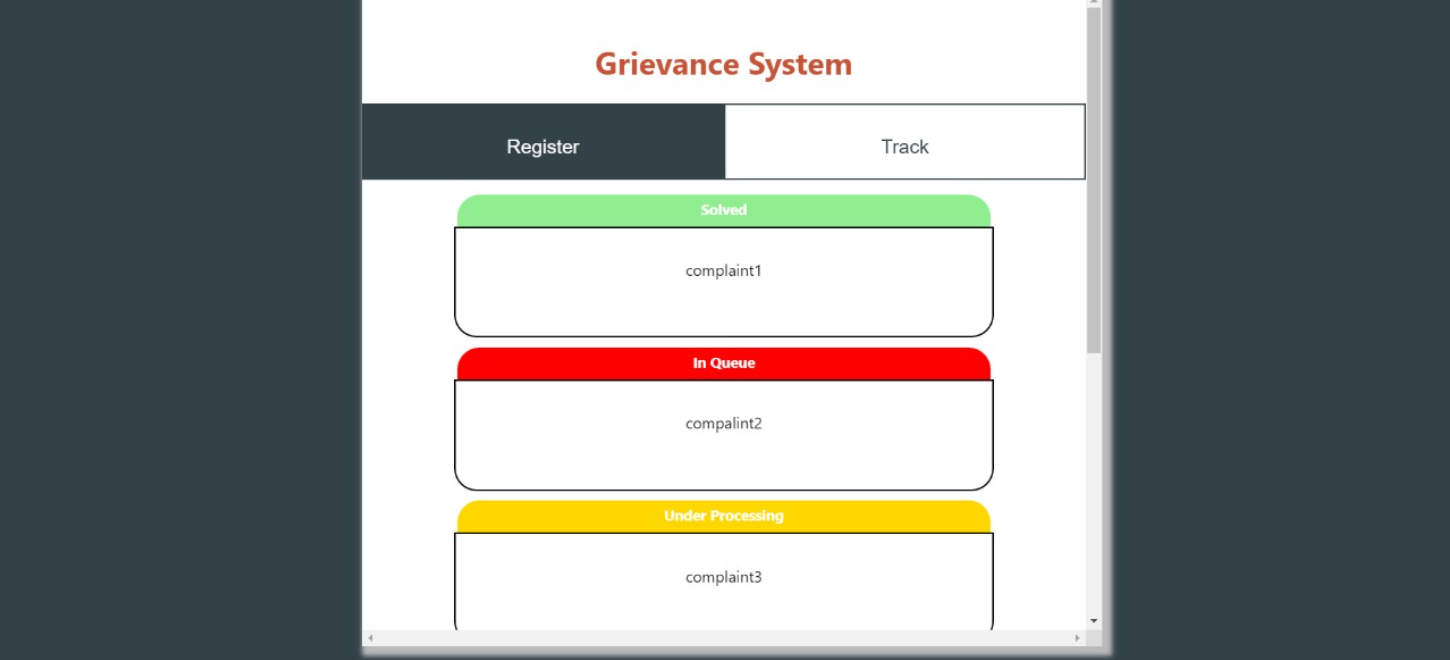 Grievance System
Register
Track
Solved
complaint1
In Queue
compalint2
Under Processing
complaint3